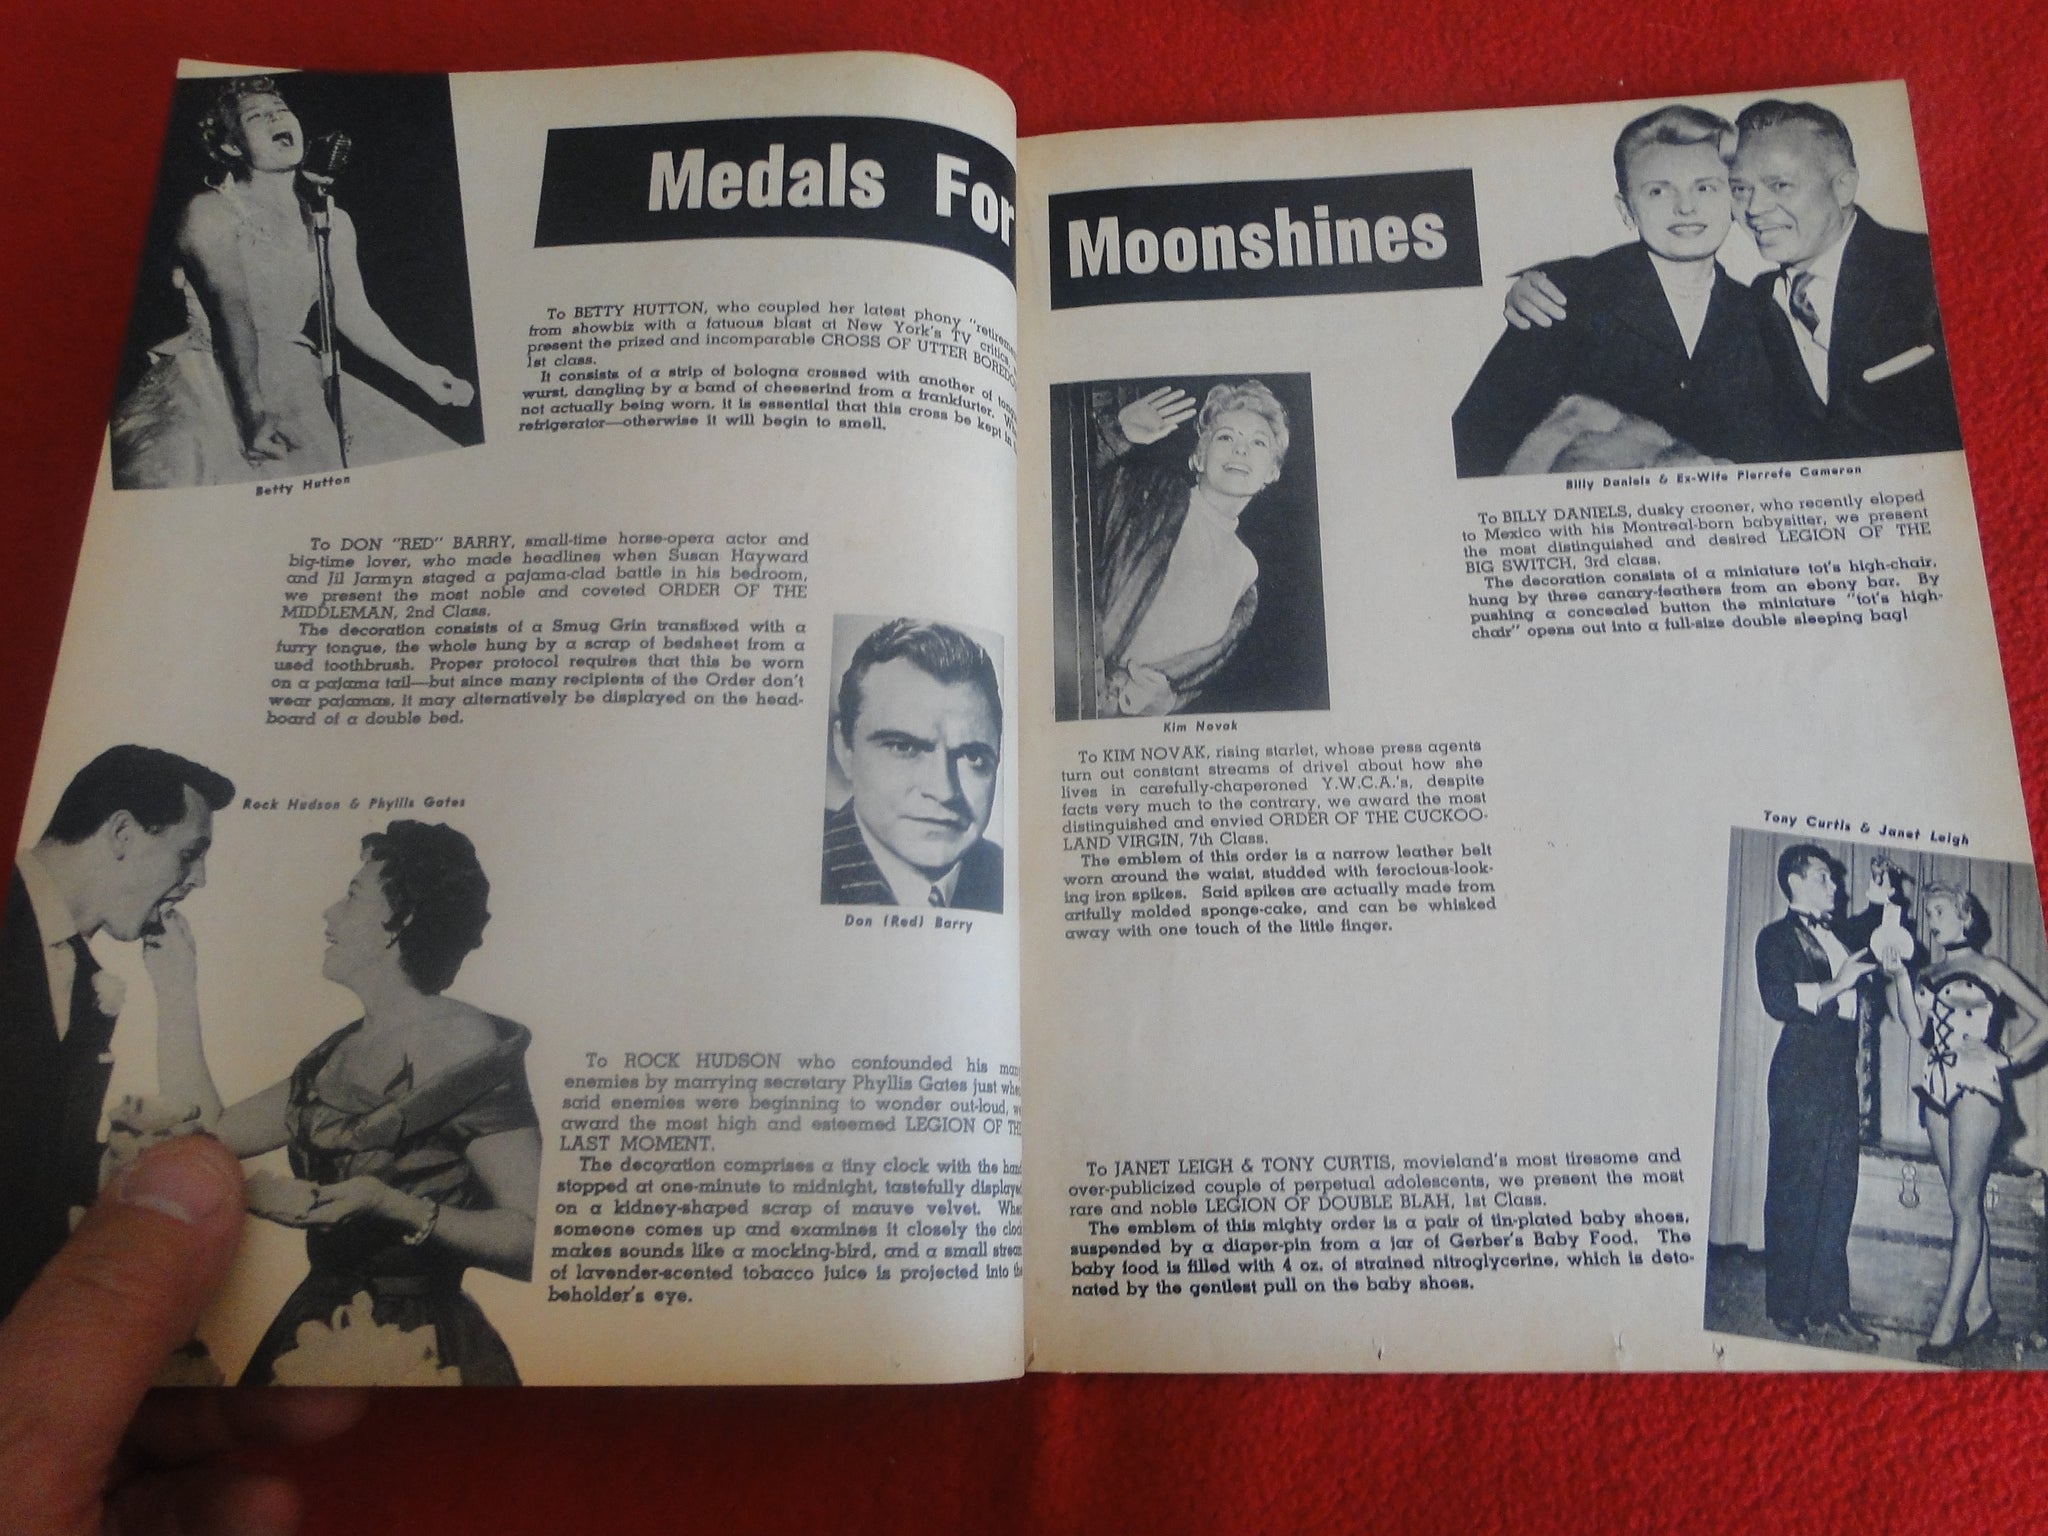 Medals For
Moonshines
To BETTY HUTTON, who coupled her latest phony "retirem
from showbiz with a fatuous blast at New York's TV critics,
present the prized and incomparable CROSS OF UTTER BOREDO
1st class.
It consists of a strip of bologna crossed with another of
wurst, dangling by a band of cheeserind from a frankfurter.
not actually being worn, it is essential that this cross be kept in
refrigerator—otherwise it will begin to smell.
Betty Hutton
To DON "RED" BARRY, small-time horse-opera actor and
big-time lover, who made headlines when Susan Hayward
and Jil Jarmyn staged a pajama-clad battle in his bedroom,
we present the most noble and coveted ORDER OF THE
MIDDLEMAN, 2nd Class.
The decoration consists of a Smug Grin transfixed with a
furry tongue, the whole hung by a scrap of bedsheet from a
used toothbrush. Proper protocol requires that this be worn
on a pajama tail—but since many recipients of the Order don't
wear pajamas, it may alternatively be displayed on the head-
board of a double bed.
Don (Red) Barry
Rock Hudson & Phyllis Gates
To ROCK HUDSON who confounded his man
enemies by marrying secretary Phyllis Gates just whe
said enemies were beginning to wonder out-loud, w
award the most high and esteemed LEGION OF TH
LAST MOMENT.
The decoration comprises a tiny clock with the hand
stopped at one-minute to midnight, tastefully displaye
on a kidney-shaped scrap of mauve velvet. Whe
someone comes up and examines it closely the cloc
makes sounds like a mocking-bird, and a small stream
of lavender-scented tobacco juice is projected into th
beholder's eye.
Billy Daniels & Ex-Wife Pierrefe Cameron
To BILLY DANIELS, dusky crooner, who recently eloped
to Mexico with his Montreal-born babysitter, we present
the most distinguished and desired LEGION OF THE
BIG SWITCH, 3rd class.
The decoration consists of a miniature tot's high-chair,
hung by three canary-feathers from an ebony bar. By
pushing a concealed button the miniature "tot's high-
chair" opens out into a full-size double sleeping bag!
Kim Novak
To KIM NOVAK, rising starlet, whose press agents
turn out constant streams of drivel about how she
lives in carefully-chaperoned Y.W.C.A.'s, despite
facts very much to the contrary, we award the most
distinguished and envied ORDER OF THE CUCKOO-
LAND VIRGIN, 7th Class.
The emblem of this order is a narrow leather belt
worn around the waist, studded with ferocious-look-
ing iron spikes. Said spikes are actually made from
artfully molded sponge-cake, and can be whisked
away with one touch of the little finger.
Tony Curtis & Janet Leigh
To JANET LEIGH & TONY CURTIS, movieland's most tiresome and
over-publicized couple of perpetual adolescents, we present the most
rare and noble LEGION OF DOUBLE BLAH, 1st Class.
The emblem of this mighty order is a pair of tin-plated baby shoes,
suspended by a diaper-pin from a jar of Gerber's Baby Food. The
baby food is filled with 4 oz. of strained nitroglycerine, which is deto-
nated by the gentlest pull on the baby shoes.